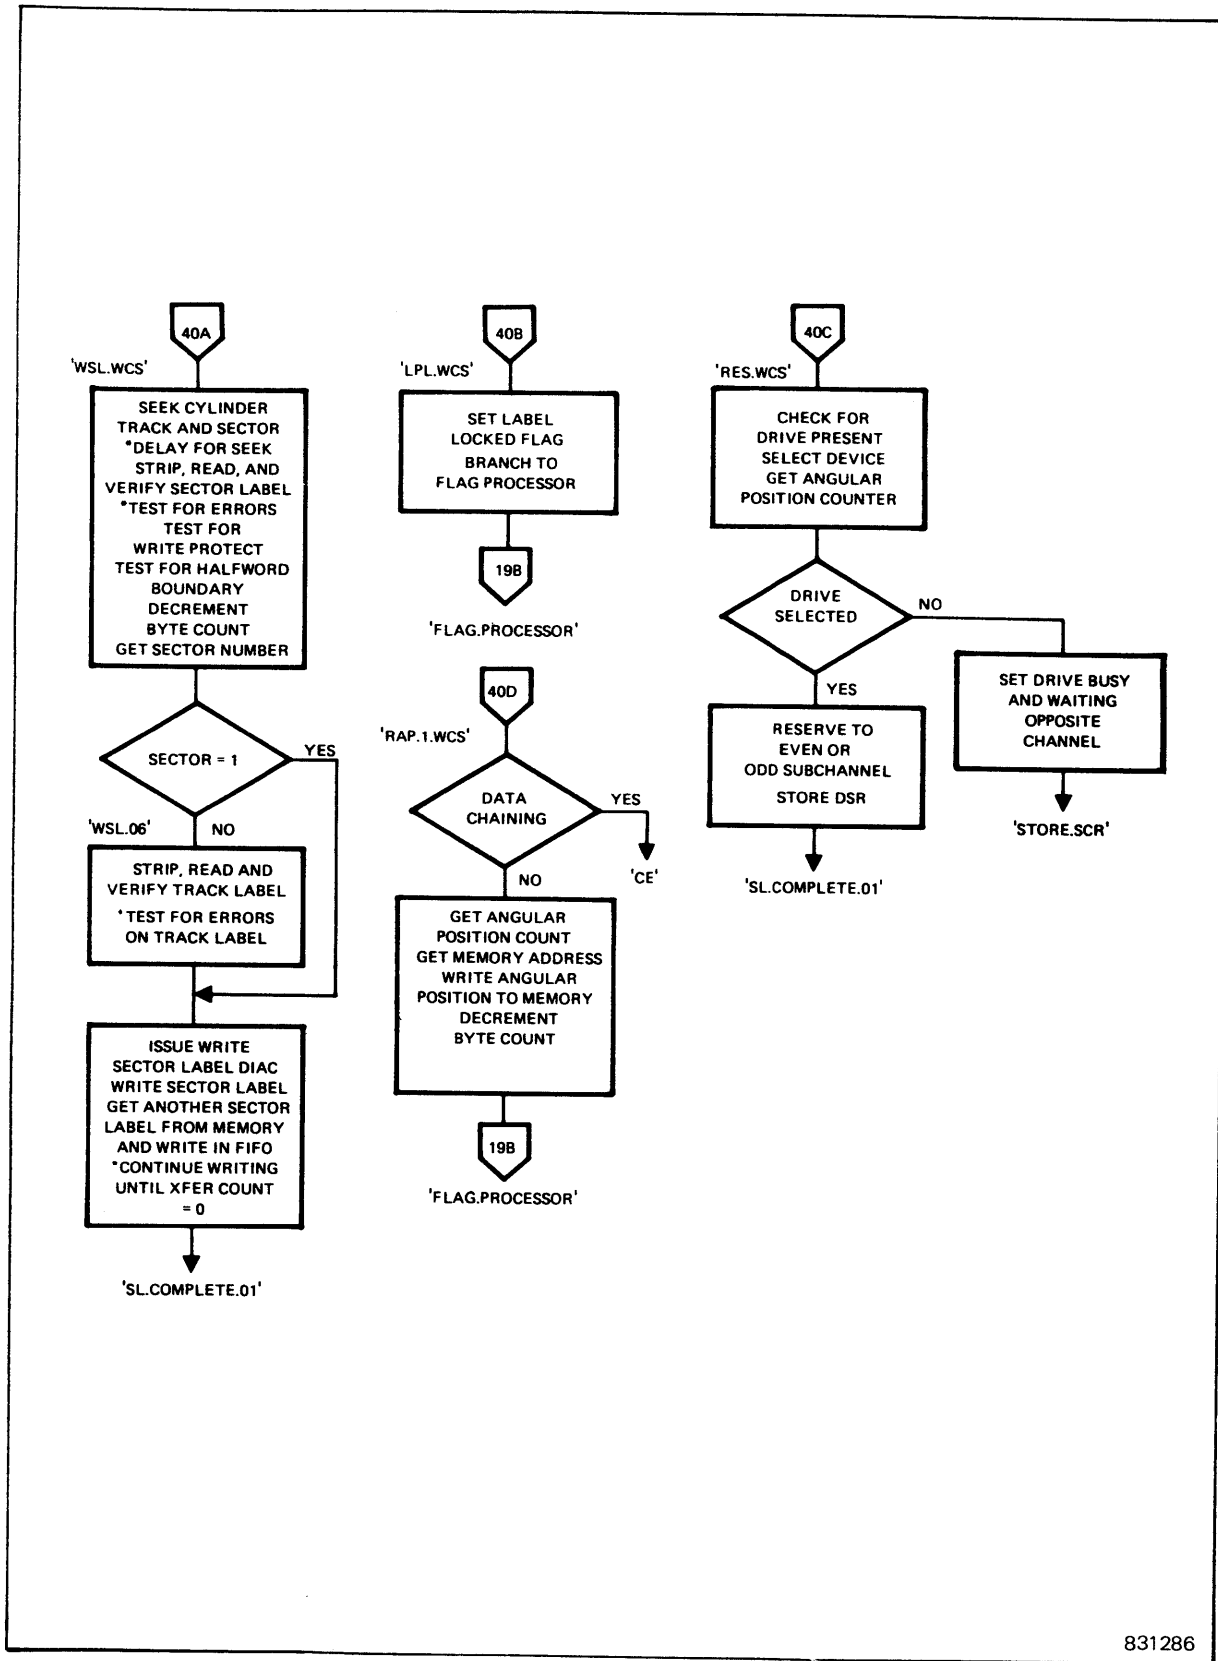 40A
'WSL.WCS'
SEEK CYLINDER
TRACK AND SECTOR
*DELAY FOR SEEK
STRIP, READ, AND
VERIFY SECTOR LABEL
*TEST FOR ERRORS
TEST FOR
WRITE PROTECT
TEST FOR HALFWORD
BOUNDARY
DECREMENT
BYTE COUNT
GET SECTOR NUMBER
SECTOR = 1
YES
NO
'WSL.06'
STRIP, READ AND
VERIFY TRACK LABEL
*TEST FOR ERRORS
ON TRACK LABEL
ISSUE WRITE
SECTOR LABEL DIAC
WRITE SECTOR LABEL
GET ANOTHER SECTOR
LABEL FROM MEMORY
AND WRITE IN FIFO
*CONTINUE WRITING
UNTIL XFER COUNT
= 0
'SL.COMPLETE.01'
40B
'LPL.WCS'
SET LABEL
LOCKED FLAG
BRANCH TO
FLAG PROCESSOR
19B
'FLAG.PROCESSOR'
40D
'RAP.1.WCS'
DATA
CHAINING
YES
'CE'
NO
GET ANGULAR
POSITION COUNT
GET MEMORY ADDRESS
WRITE ANGULAR
POSITION TO MEMORY
DECREMENT
BYTE COUNT
19B
'FLAG.PROCESSOR'
40C
'RES.WCS'
CHECK FOR
DRIVE PRESENT
SELECT DEVICE
GET ANGULAR
POSITION COUNTER
DRIVE
SELECTED
NO
YES
SET DRIVE BUSY
AND WAITING
OPPOSITE
CHANNEL
'STORE.SCR'
RESERVE TO
EVEN OR
ODD SUBCHANNEL
STORE DSR
'SL.COMPLETE.01'
831286